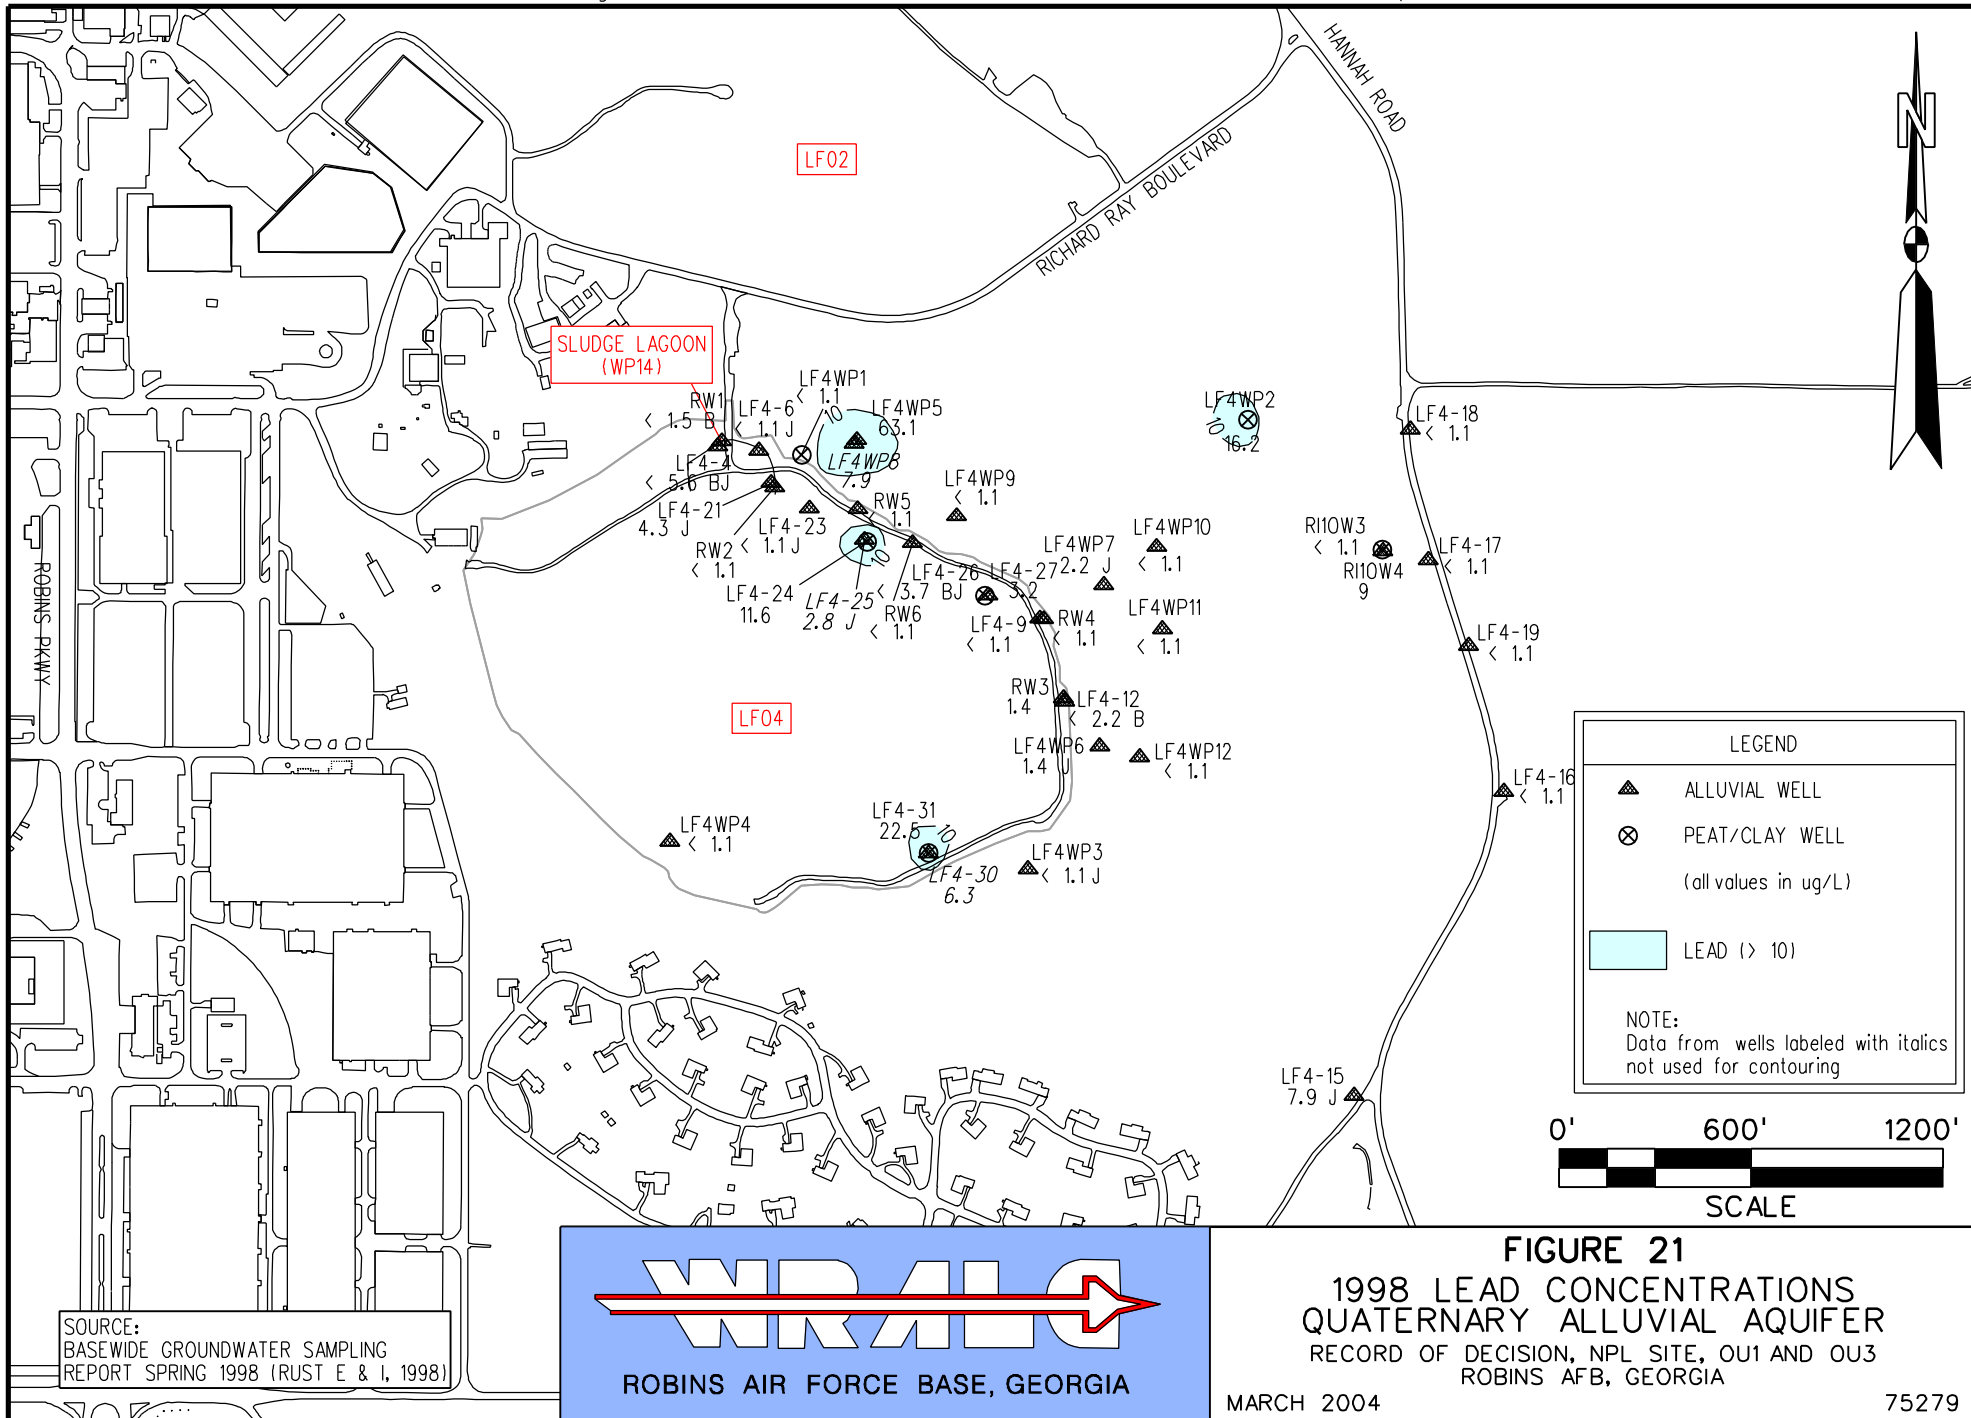 HANNAH ROAD
N
LF02
RICHARD RAY BOULEVARD
SLUDGE LAGOON
(WP14)
LF4WP1
< 1.1
RW1
< 1.5 B
LF4-6
< 1.1 J
10
LF4WP5
63.1
LF4WP8
7.9
LF4WP2
10
16.2
LF4-18
< 1.1
LF4-4
< 5.6 BJ
LF4-21
4.3 J
LF4-23
< 1.1 J
RW2
< 1.1
RW5
< 1.1
10
LF4WP9
< 1.1
LF4WP10
< 1.1
LF4WP7
2.2 J
RI10W3
< 1.1
RI10W4
9
LF4-17
< 1.1
LF4-24
11.6
LF4-25
2.8 J
LF4-26
< 3.7 BJ
LF4-27
3.2
RW6
< 1.1
LF4-9
< 1.1
RW4
< 1.1
LF4WP11
< 1.1
LF4-19
< 1.1
ROBINS PKWY
LF04
RW3
1.4
LF4-12
< 2.2 B
LF4WP6
1.4 J
LF4WP12
< 1.1
LF4-16
< 1.1
LF4WP4
< 1.1
LF4-31
22.5
10
LF4-30
6.3
LF4WP3
< 1.1 J
LF4-15
7.9 J
LEGEND
ALLUVIAL WELL
PEAT/CLAY WELL
(all values in ug/L)
LEAD (> 10)
NOTE:
Data from wells labeled with italics
not used for contouring
0' 600' 1200'
SCALE
SOURCE:
BASEWIDE GROUNDWATER SAMPLING
REPORT SPRING 1998 (RUST E & I, 1998)
WRALC
ROBINS AIR FORCE BASE, GEORGIA
FIGURE 21
1998 LEAD CONCENTRATIONS
QUATERNARY ALLUVIAL AQUIFER
RECORD OF DECISION, NPL SITE, OU1 AND OU3
ROBINS AFB, GEORGIA
MARCH 2004 75279